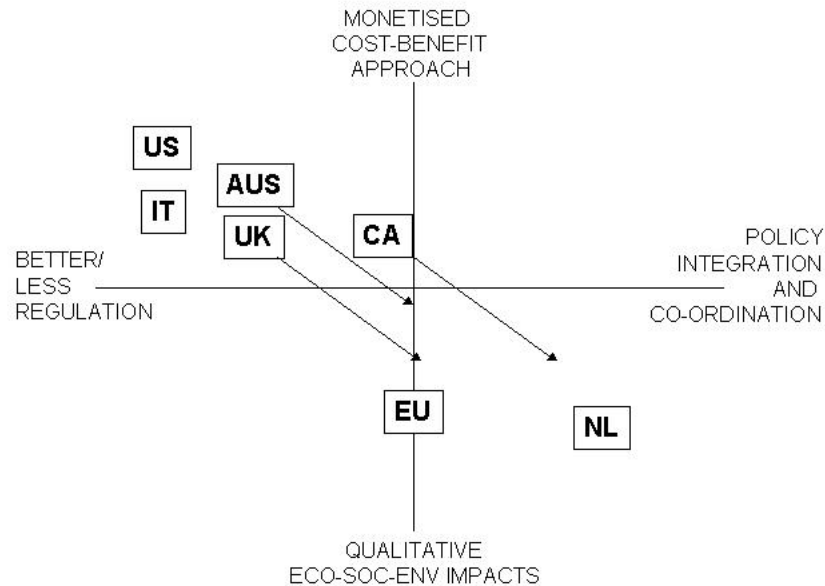 MONETISED
COST-BENEFIT
APPROACH
US
AUS
IT
UK
CA
BETTER/
LESS
REGULATION
POLICY
INTEGRATION
AND
CO-ORDINATION
EU
NL
QUALITATIVE
ECO-SOC-ENV IMPACTS